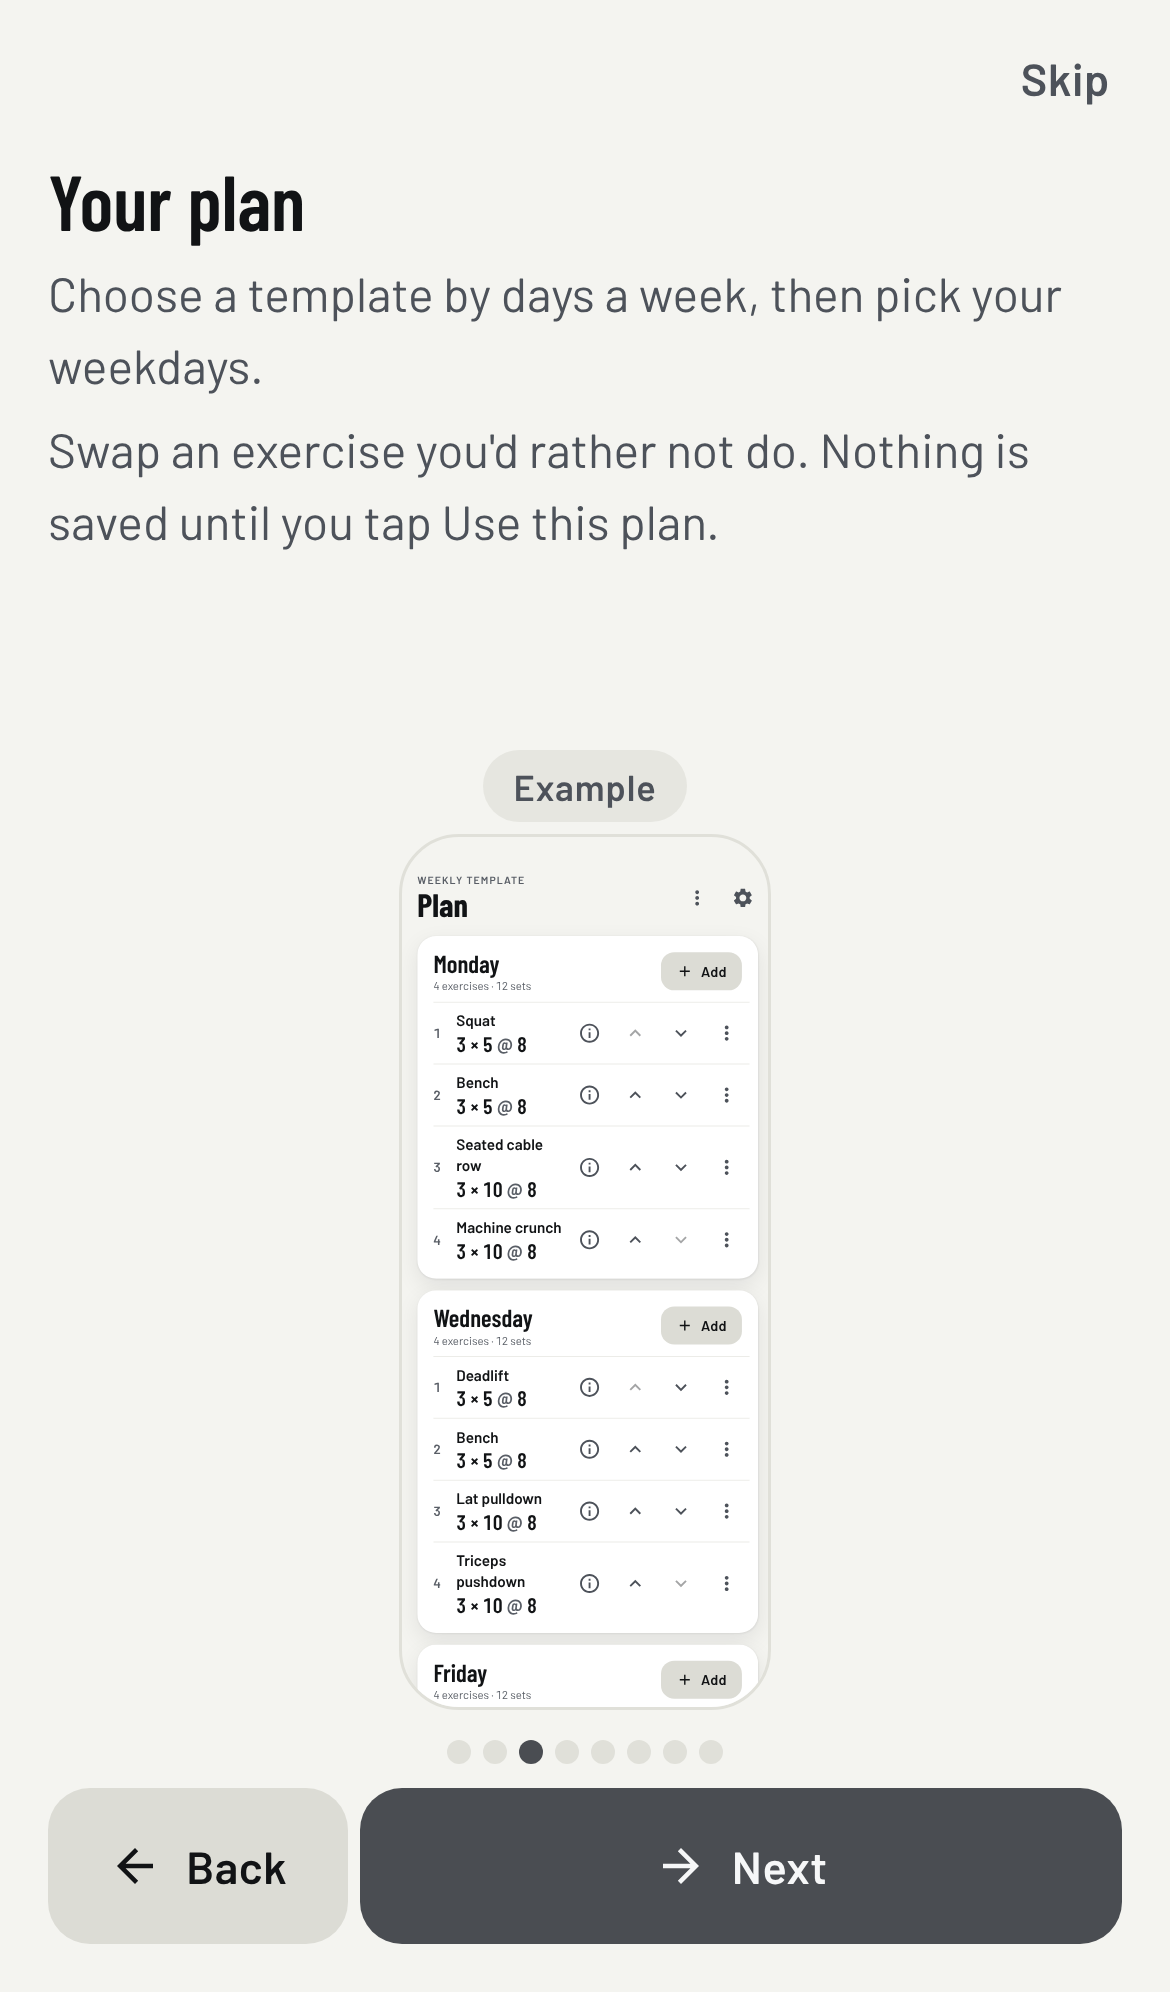 Skip
Your plan
Choose a template by days a week, then pick your
weekdays.
Swap an exercise you'd rather not do. Nothing is
saved until you tap Use this plan.
Example
WEEKLY TEMPLATE
Plan
Monday
4 exercises · 12 sets
+ Add
1
Squat
3 × 5 @ 8
2
Bench
3 × 5 @ 8
3
Seated cable
row
3 × 10 @ 8
4
Machine crunch
3 × 10 @ 8
Wednesday
4 exercises · 12 sets
+ Add
1
Deadlift
3 × 5 @ 8
2
Bench
3 × 5 @ 8
3
Lat pulldown
3 × 10 @ 8
4
Triceps
pushdown
3 × 10 @ 8
Friday
4 exercises · 12 sets
+ Add
Back
Next